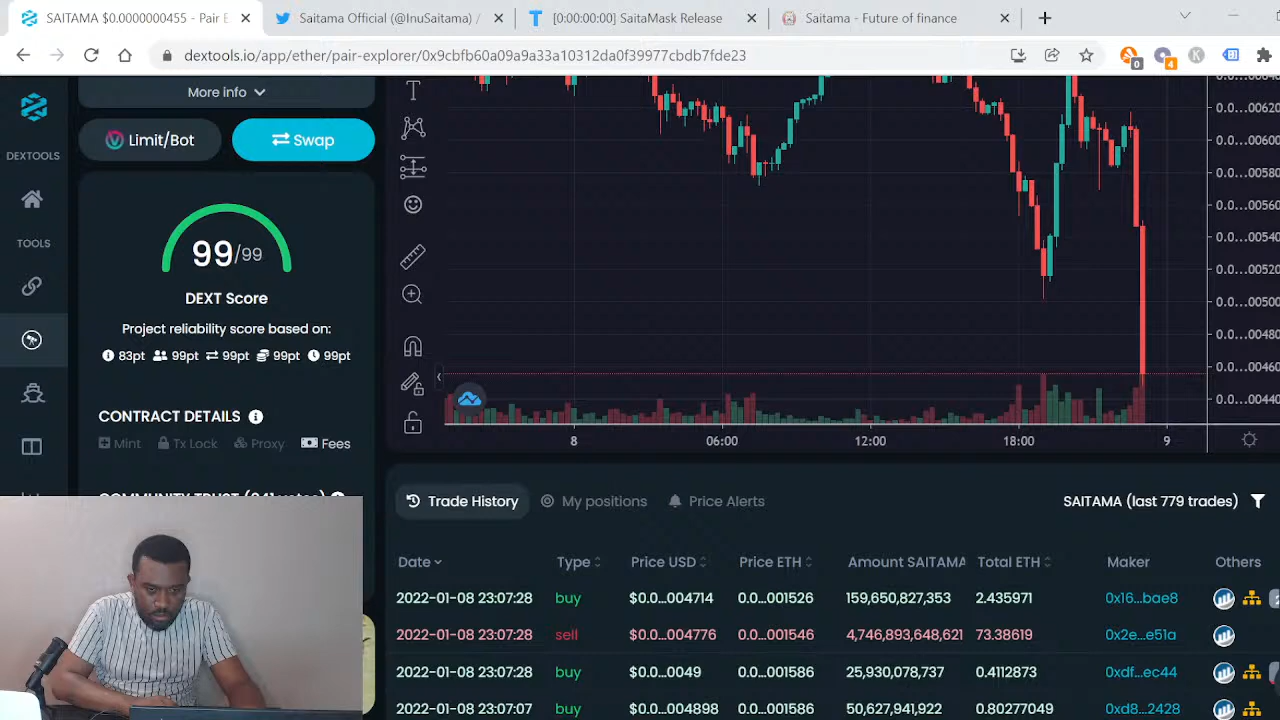 SAITAMA $0.0000000455 - Pair E
Saitama Official (@InuSaitama) /
[0:00:00:00] SaitaMask Release
Saitama - Future of finance
dextools.io/app/ether/pair-explorer/0x9cbfb60a09a9a33a10312da0f39977cbdb7fde23
0
4
K
More info
Limit/Bot
Swap
DEXTOOLS
TOOLS
99/99
DEXT Score
Project reliability score based on:
83pt 99pt 99pt 99pt 99pt
CONTRACT DETAILS
Mint Tx Lock Proxy Fees
T
0.0...00620
0.0...00600
0.0...00580
0.0...00560
0.0...00540
0.0...00520
0.0...00500
0.0...00480
0.0...00460
0.0...00440
8 06:00 12:00 18:00 9
Trade History My positions Price Alerts SAITAMA (last 779 trades)
Date Type Price USD Price ETH Amount SAITAMA Total ETH Maker Others
2022-01-08 23:07:28 buy $0.0...004714 0.0...001526 159,650,827,353 2.435971 0x16...bae8
2022-01-08 23:07:28 sell $0.0...004776 0.0...001546 4,746,893,648,621 73.38619 0x2e...e51a
2022-01-08 23:07:28 buy $0.0...0049 0.0...001586 25,930,078,737 0.4112873 0xdf...ec44
2022-01-08 23:07:07 buy $0.0...004898 0.0...001586 50,627,941,922 0.80277049 0xd8...2428